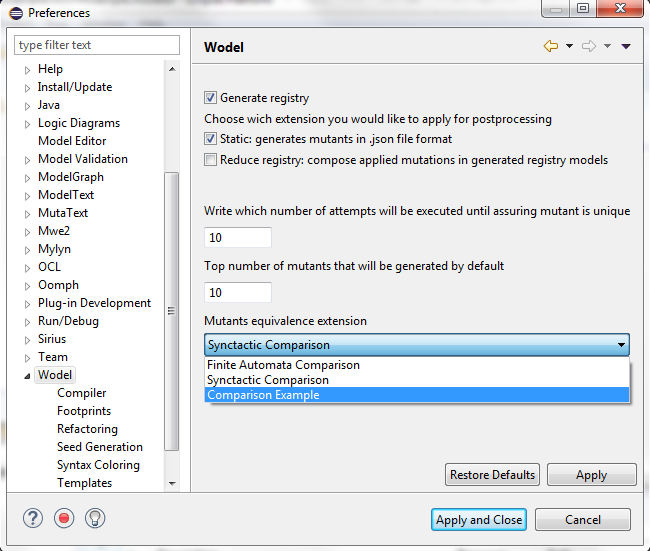 Preferences
type filter text
Help
Install/Update
Java
Logic Diagrams
Model Editor
Model Validation
ModelGraph
ModelText
MutaText
Mwe2
Mylyn
OCL
Oomph
Plug-in Development
Run/Debug
Sirius
Team
Wodel
Compiler
Footprints
Refactoring
Seed Generation
Syntax Coloring
Templates
Wodel
Generate registry
Choose wich extension you would like to apply for postprocessing
Static: generates mutants in .json file format
Reduce registry: compose applied mutations in generated registry models
Write which number of attempts will be executed until assuring mutant is unique
10
Top number of mutants that will be generated by default
10
Mutants equivalence extension
Synctactic Comparison
Finite Automata Comparison
Synctactic Comparison
Comparison Example
Restore Defaults
Apply
Apply and Close
Cancel